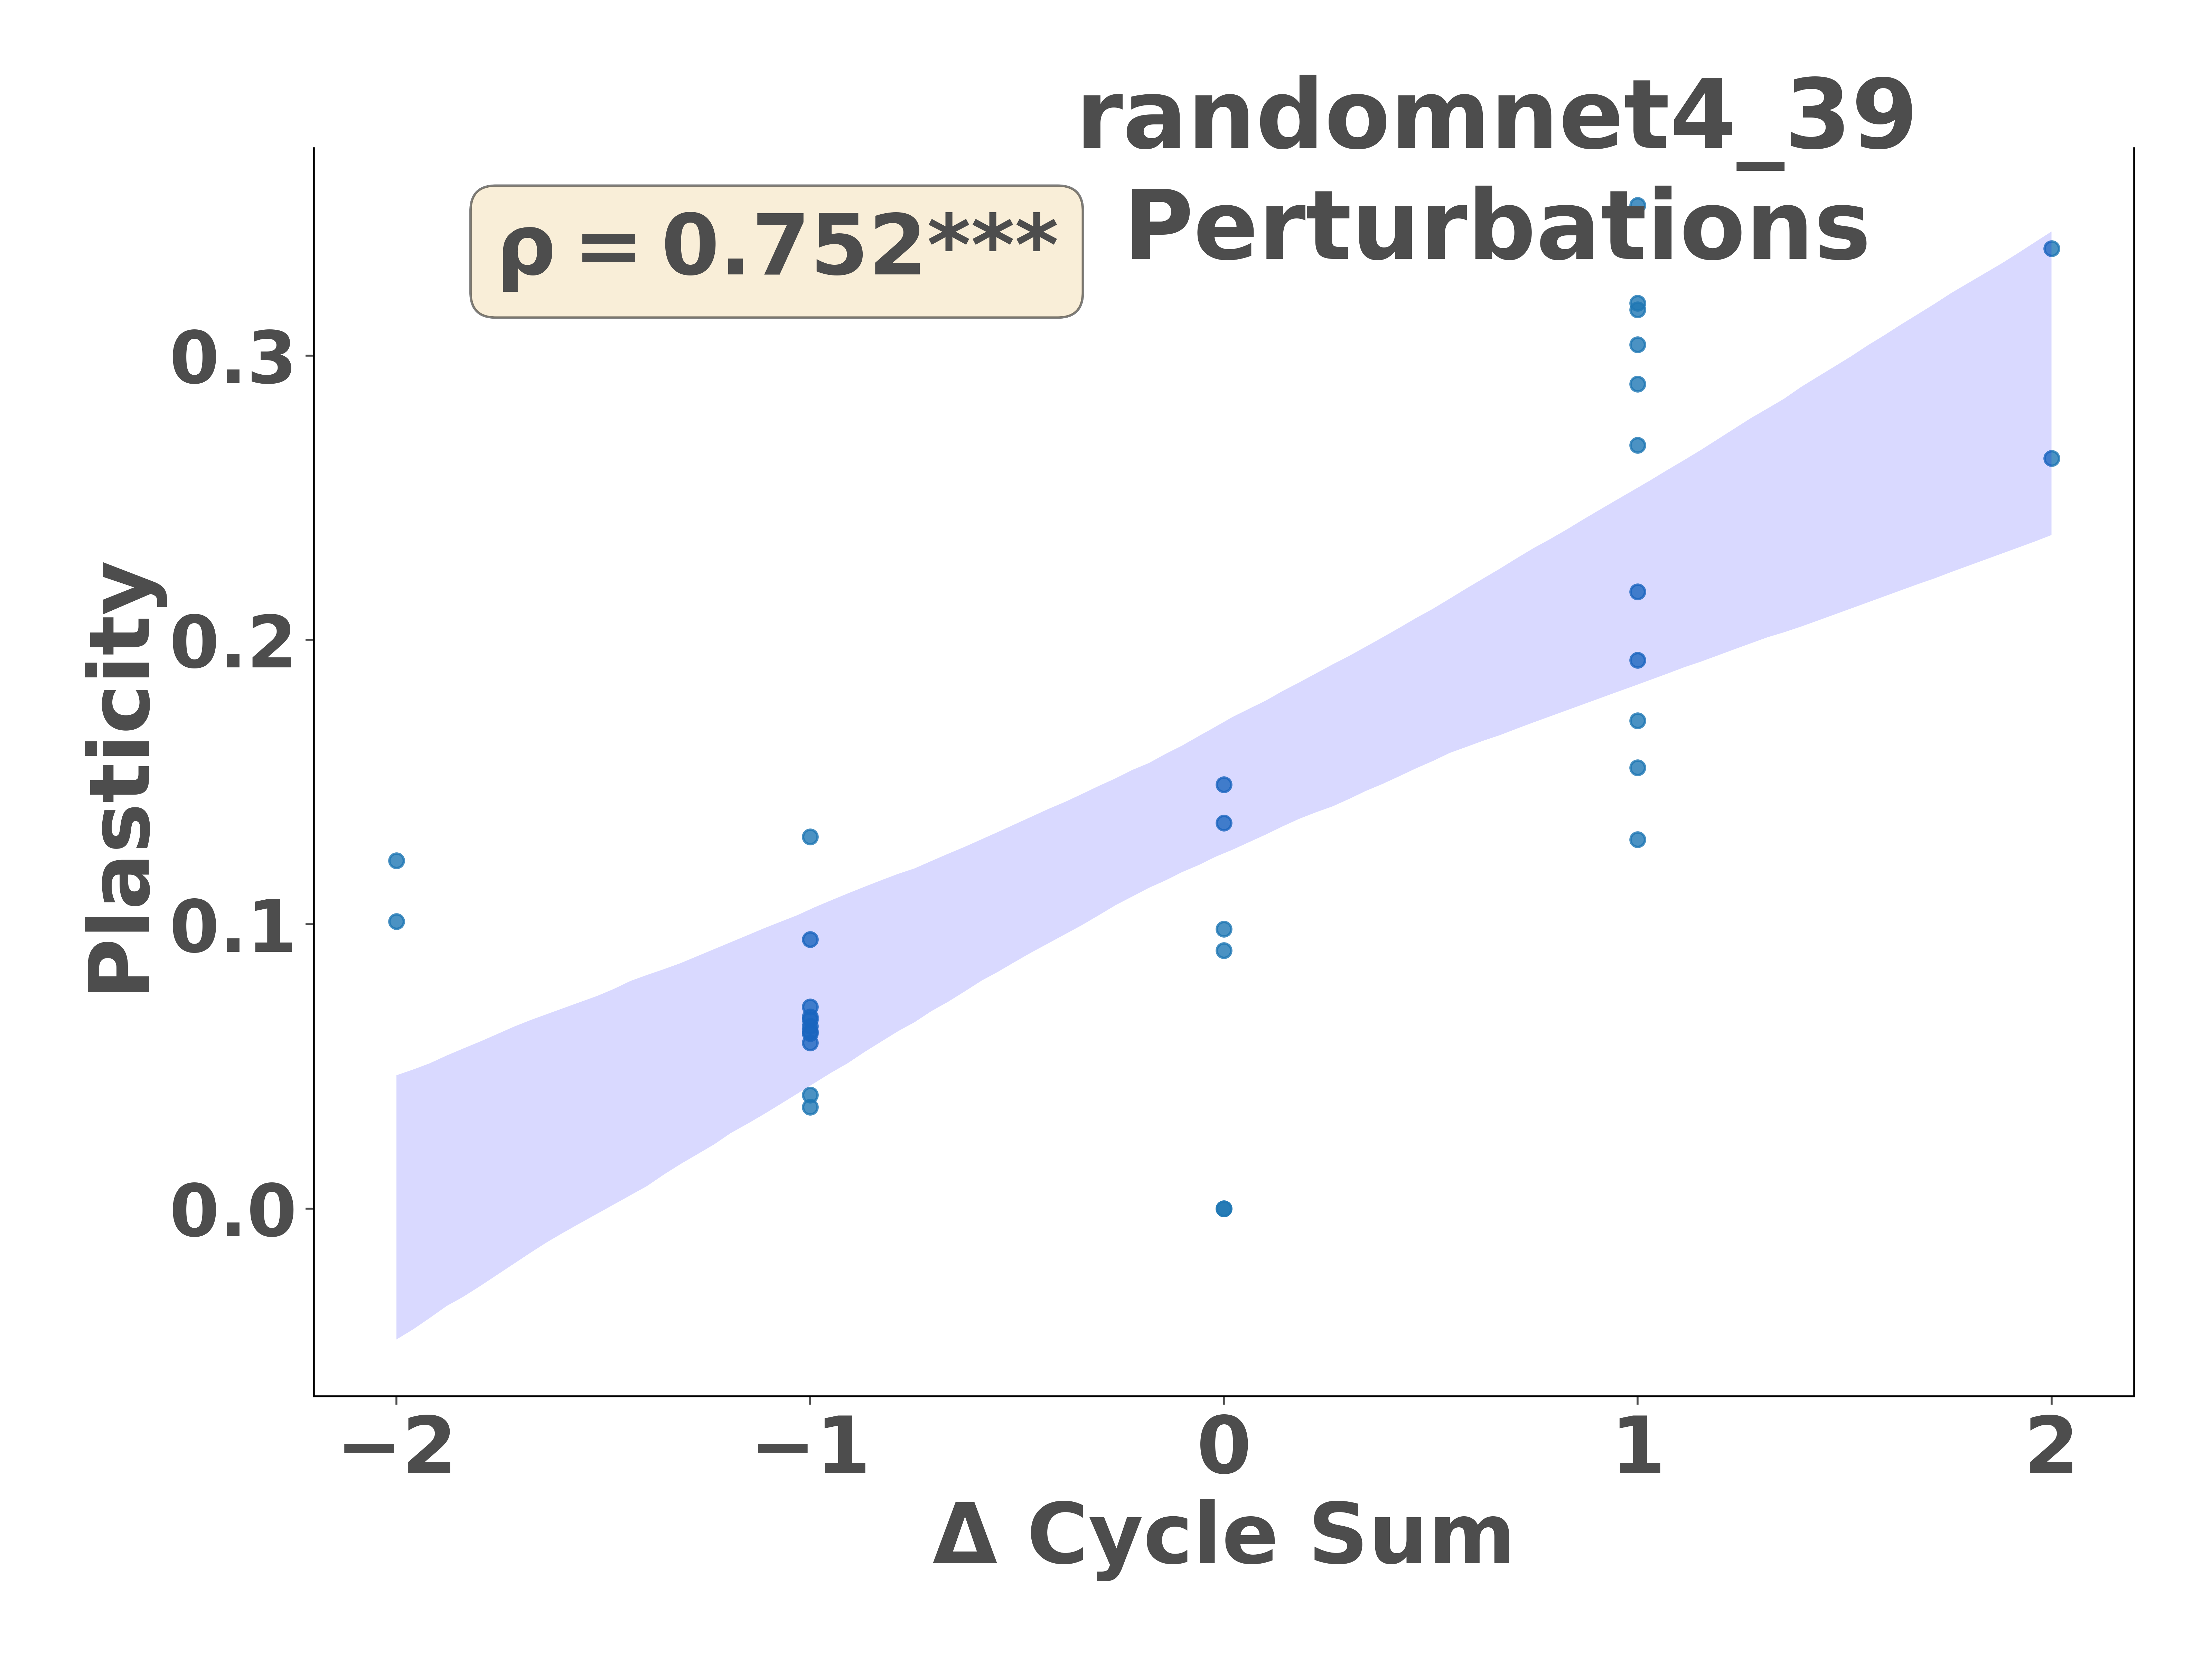 randomnet4_39
Perturbations
ρ = 0.752***
Plasticity
0.3
0.2
0.1
0.0
−2
−1
0
1
2
Δ Cycle Sum